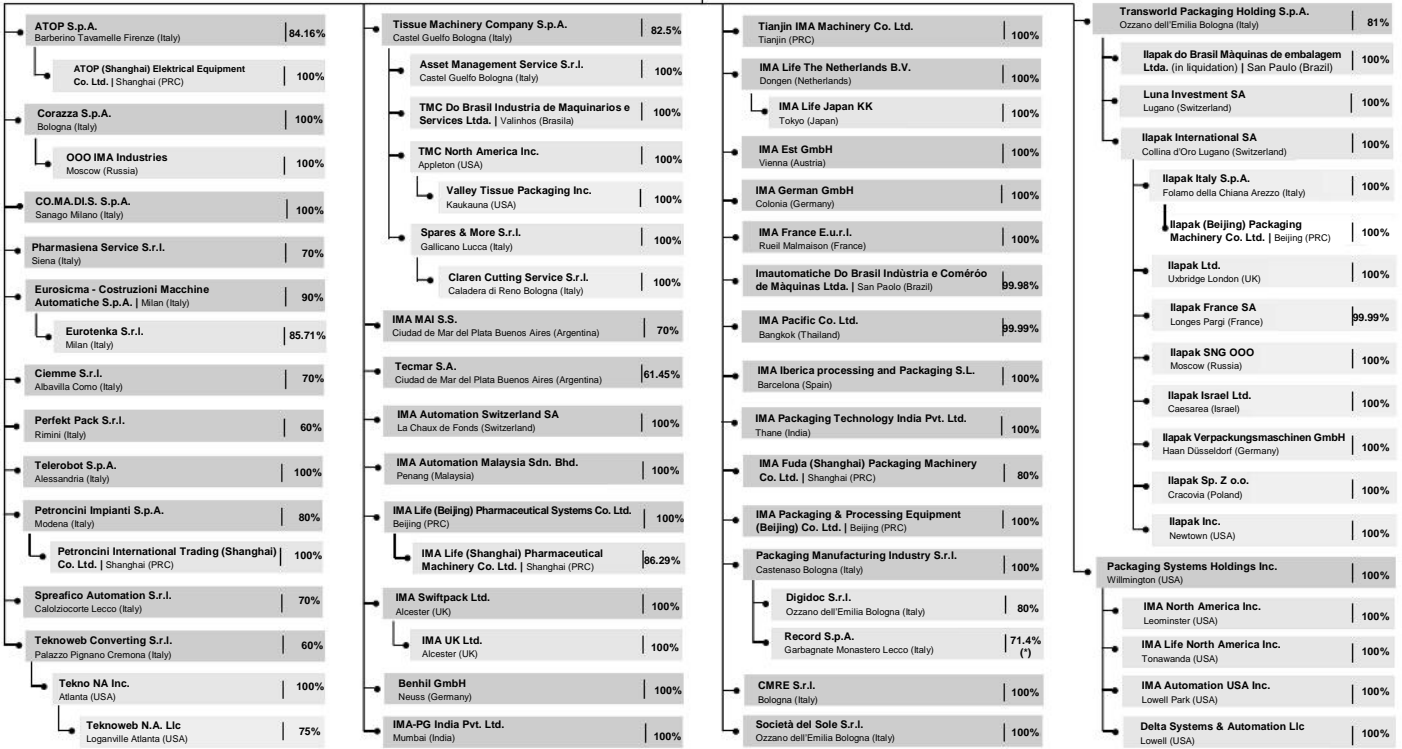 ATOP S.p.A.
Barberino Tavamelle Firenze (Italy)
84.16%
ATOP (Shanghai) Elektrical Equipment
Co. Ltd. | Shanghai (PRC)
100%
Corazza S.p.A.
Bologna (Italy)
100%
OOO IMA Industries
Moscow (Russia)
100%
CO.MA.DI.S. S.p.A.
Sanago Milano (Italy)
100%
Pharmasiena Service S.r.l.
Siena (Italy)
70%
Eurosicma - Costruzioni Macchine
Automatiche S.p.A. | Milan (Italy)
90%
Eurotenka S.r.l.
Milan (Italy)
85.71%
Ciemme S.r.l.
Albavilla Como (Italy)
70%
Perfekt Pack S.r.l.
Rimini (Italy)
60%
Telerobot S.p.A.
Alessandria (Italy)
100%
Petroncini Impianti S.p.A.
Modena (Italy)
80%
Petroncini International Trading (Shanghai)
Co. Ltd. | Shanghai (PRC)
100%
Spreafico Automation S.r.l.
Calolziocorte Lecco (Italy)
70%
Teknoweb Converting S.r.l.
Palazzo Pignano Cremona (Italy)
60%
Tekno NA Inc.
Atlanta (USA)
100%
Teknoweb N.A. Llc
Loganville Atlanta (USA)
75%
Tissue Machinery Company S.p.A.
Castel Guelfo Bologna (Italy)
82.5%
Asset Management Service S.r.l.
Castel Guelfo Bologna (Italy)
100%
TMC Do Brasil Industria de Maquinarios e
Services Ltda. | Valinhos (Brasila)
100%
TMC North America Inc.
Appleton (USA)
100%
Valley Tissue Packaging Inc.
Kaukauna (USA)
100%
Spares & More S.r.l.
Gallicano Lucca (Italy)
100%
Claren Cutting Service S.r.l.
Caladera di Reno Bologna (Italy)
100%
IMA MAI S.S.
Ciudad de Mar del Plata Buenos Aires (Argentina)
70%
Tecmar S.A.
Ciudad de Mar del Plata Buenos Aires (Argentina)
61.45%
IMA Automation Switzerland SA
La Chaux de Fonds (Switzerland)
100%
IMA Automation Malaysia Sdn. Bhd.
Penang (Malaysia)
100%
IMA Life (Beijing) Pharmaceutical Systems Co. Ltd.
Beijing (PRC)
100%
IMA Life (Shanghai) Pharmaceutical
Machinery Co. Ltd. | Shanghai (PRC)
86.29%
IMA Swiftpack Ltd.
Alcester (UK)
100%
IMA UK Ltd.
Alcester (UK)
100%
Benhil GmbH
Neuss (Germany)
100%
IMA-PG India Pvt. Ltd.
Mumbai (India)
100%
Tianjin IMA Machinery Co. Ltd.
Tianjin (PRC)
100%
IMA Life The Netherlands B.V.
Dongen (Netherlands)
100%
IMA Life Japan KK
Tokyo (Japan)
100%
IMA Est GmbH
Vienna (Austria)
100%
IMA German GmbH
Colonia (Germany)
100%
IMA France E.u.r.l.
Rueil Malmaison (France)
100%
Imautomatiche Do Brasil Indùstria e Coméróo
de Màquinas Ltda. | San Paolo (Brazil)
99.98%
IMA Pacific Co. Ltd.
Bangkok (Thailand)
99.99%
IMA Iberica processing and Packaging S.L.
Barcelona (Spain)
100%
IMA Packaging Technology India Pvt. Ltd.
Thane (India)
100%
IMA Fuda (Shanghai) Packaging Machinery
Co. Ltd. | Shanghai (PRC)
80%
IMA Packaging & Processing Equipment
(Beijing) Co. Ltd. | Beijing (PRC)
100%
Packaging Manufacturing Industry S.r.l.
Castenaso Bologna (Italy)
100%
Digidoc S.r.l.
Ozzano dell'Emilia Bologna (Italy)
80%
Record S.p.A.
Garbagnate Monastero Lecco (Italy)
71.4%
(*)
CMRE S.r.l.
Bologna (Italy)
100%
Società del Sole S.r.l.
Ozzano dell'Emilia Bologna (Italy)
100%
Transworld Packaging Holding S.p.A.
Ozzano dell'Emilia Bologna (Italy)
81%
Ilapak do Brasil Màquinas de embalagem
Ltda. (in liquidation) | San Paulo (Brazil)
100%
Luna Investment SA
Lugano (Switzerland)
100%
Ilapak International SA
Collina d'Oro Lugano (Switzerland)
100%
Ilapak Italy S.p.A.
Folamo della Chiana Arezzo (Italy)
100%
Ilapak (Beijing) Packaging
Machinery Co. Ltd. | Beijing (PRC)
100%
Ilapak Ltd.
Uxbridge London (UK)
100%
Ilapak France SA
Longes Pargi (France)
99.99%
Ilapak SNG OOO
Moscow (Russia)
100%
Ilapak Israel Ltd.
Caesarea (Israel)
100%
Ilapak Verpackungsmaschinen GmbH
Haan Düsseldorf (Germany)
100%
Ilapak Sp. Z o.o.
Cracovia (Poland)
100%
Ilapak Inc.
Newtown (USA)
100%
Packaging Systems Holdings Inc.
Willmington (USA)
100%
IMA North America Inc.
Leominster (USA)
100%
IMA Life North America Inc.
Tonawanda (USA)
100%
IMA Automation USA Inc.
Lowell Park (USA)
100%
Delta Systems & Automation Llc
Lowell (USA)
100%